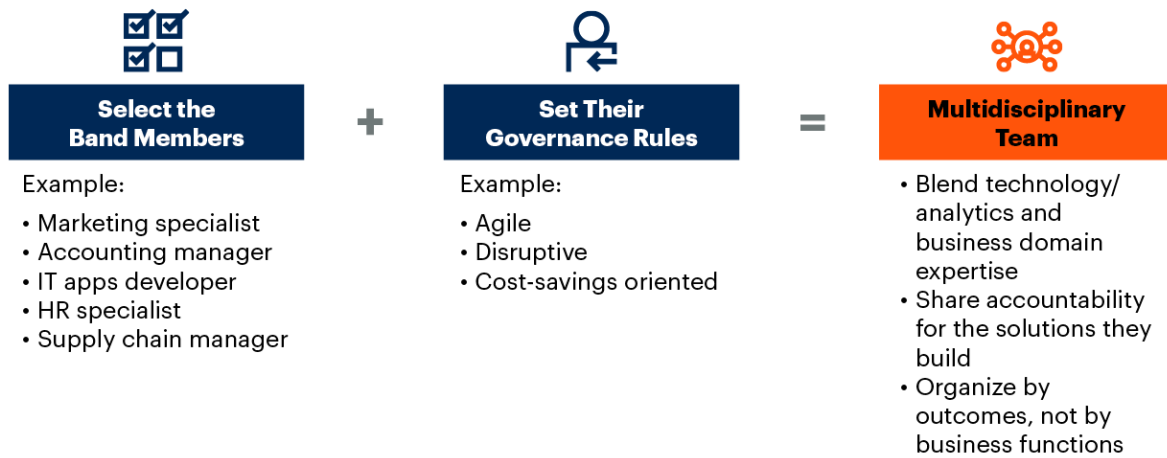 Select the
Band Members
+
Set Their
Governance Rules
=
Multidisciplinary
Team
Example:
• Marketing specialist
• Accounting manager
• IT apps developer
• HR specialist
• Supply chain manager
Example:
• Agile
• Disruptive
• Cost-savings oriented
• Blend technology/
analytics and
business domain
expertise
• Share accountability
for the solutions they
build
• Organize by
outcomes, not by
business functions